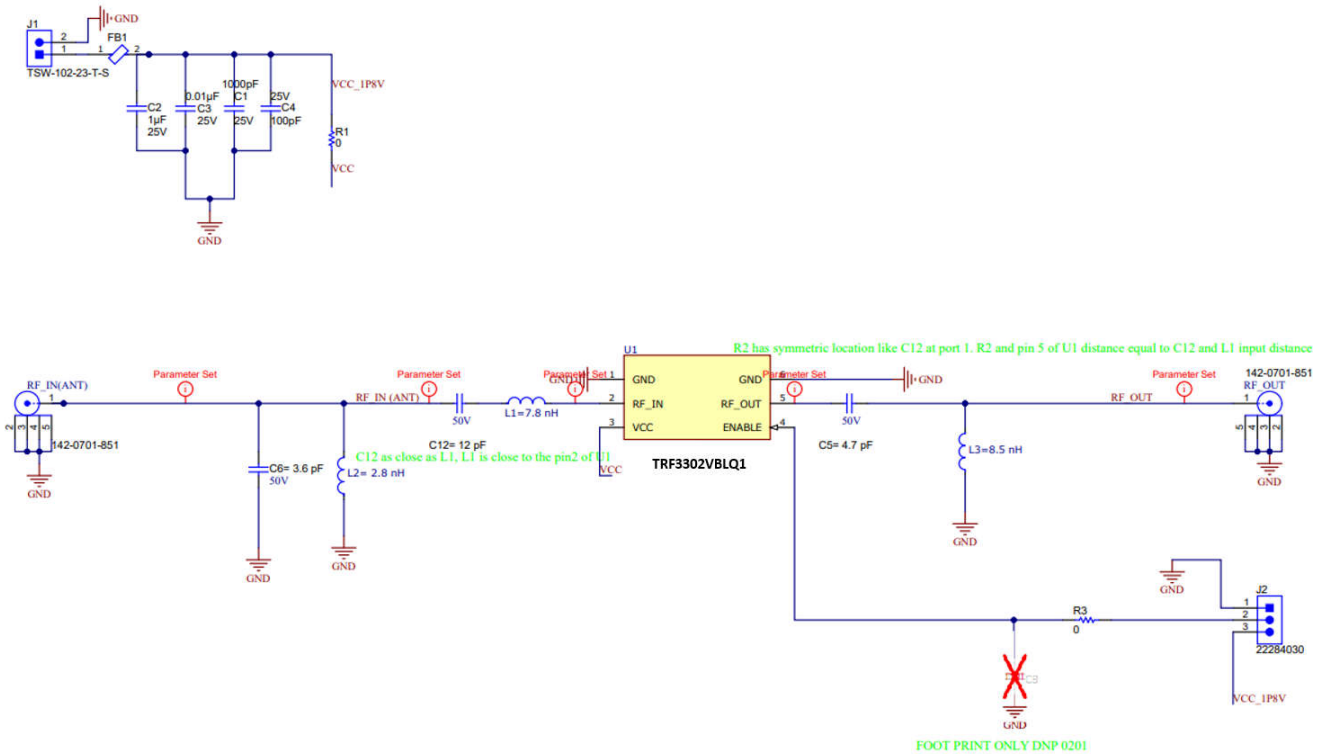 J1
GND
2
1
FB1
1
2
TSW-102-23-T-S
C2
1µF
25V
0.01µF
C3
25V
1000pF
C1
25V
25V
C4
100pF
VCC_1P8V
R1
0
VCC
GND
R2 has symmetric location like C12 at port 1. R2 and pin 5 of U1 distance equal to C12 and L1 input distance
U1
RF_IN(ANT)
1
2
3
4
5
142-0701-851
GND
Parameter Set
Parameter Set
Parameter Set
Parameter Set
Parameter Set
RF_IN (ANT)
50V
C12= 12 pF
L1=7.8 nH
C12 as close as L1, L1 is close to the pin2 of U1
C6= 3.6 pF
50V
GND
L2= 2.8 nH
GND
GND
1
GND
2
RF_IN
3
VCC
VCC
GND
6
GND
RF_OUT
5
ENABLE
4
TRF3302VBLQ1
50V
C5= 4.7 pF
L3=8.5 nH
GND
RF_OUT
142-0701-851
RF_OUT
1
5
4
3
2
GND
GND
J2
1
2
3
22284030
R3
0
VCC_1P8V
GND
FOOT PRINT ONLY DNP 0201